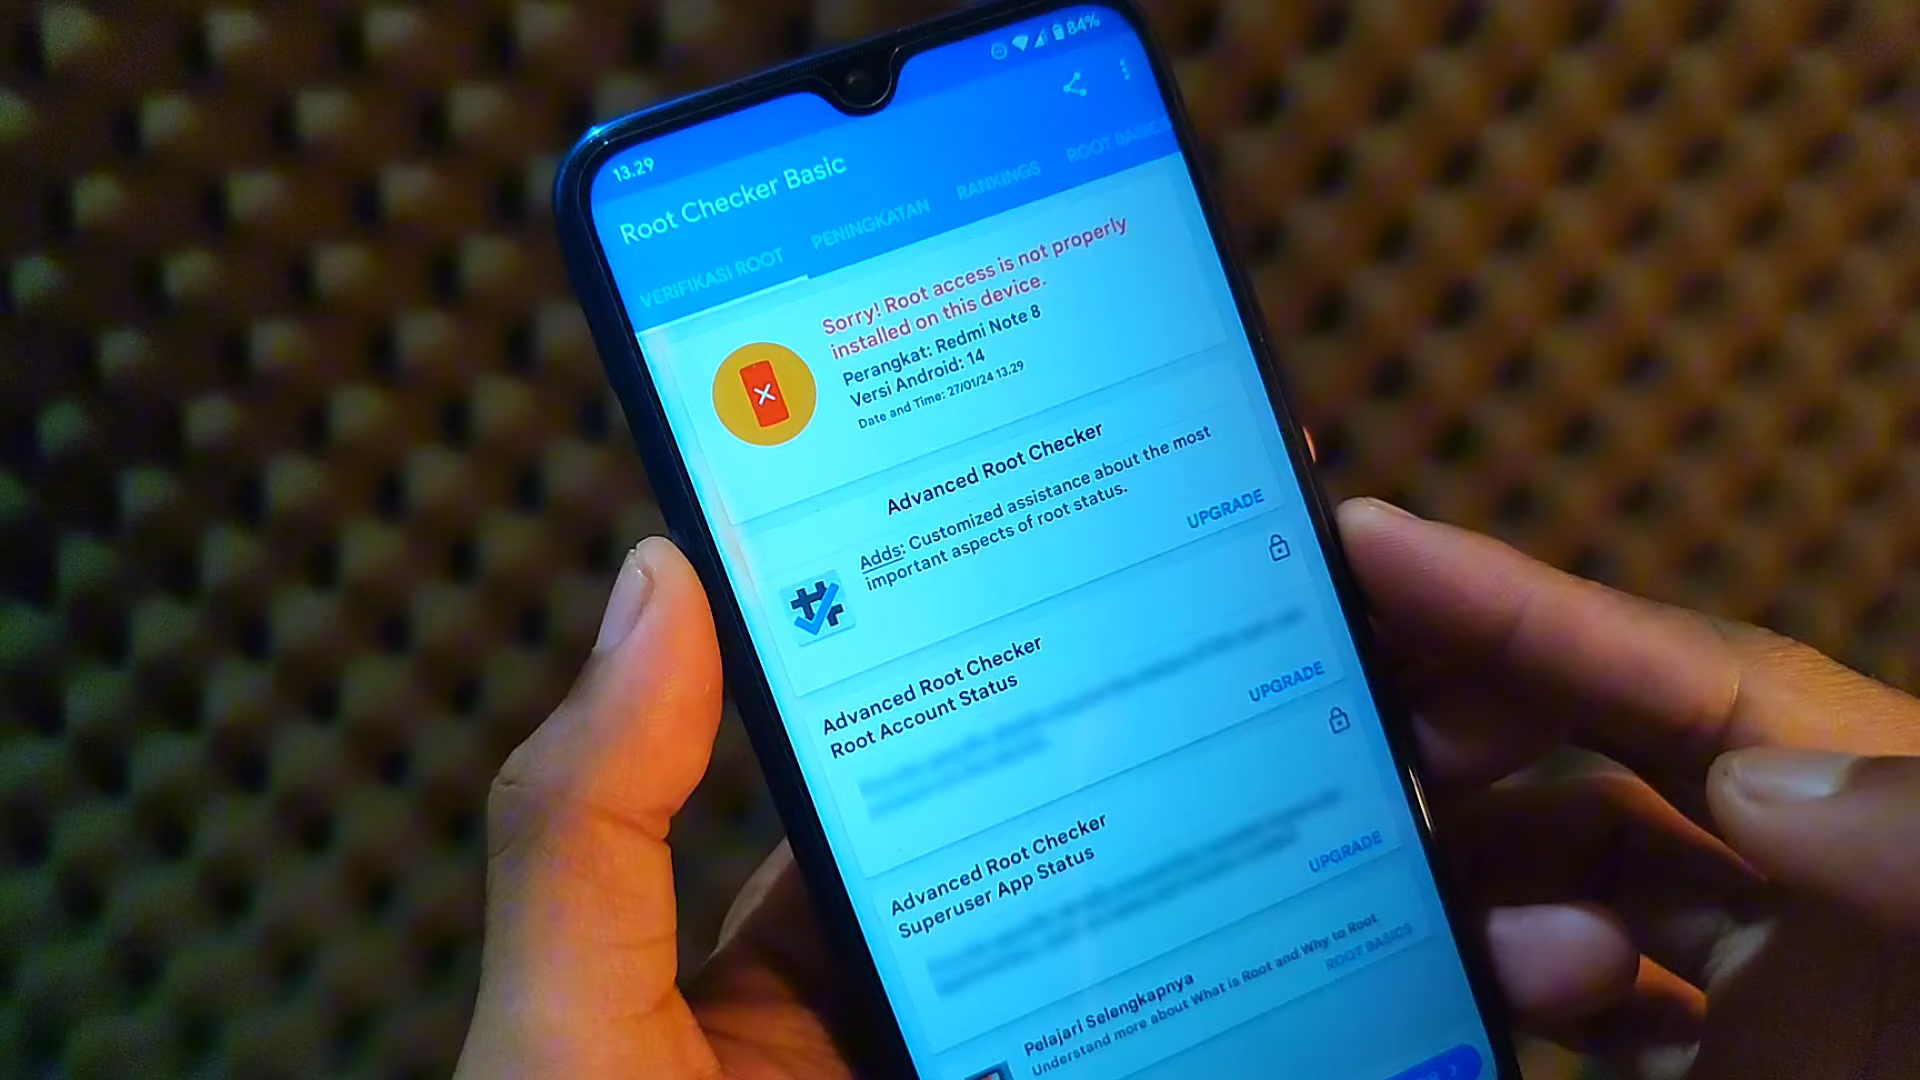 13.29
84%
Root Checker Basic
VERIFIKASI ROOT
PENINGKATAN
RANKINGS
ROOT BASICS
Sorry! Root access is not properly
installed on this device.
Perangkat: Redmi Note 8
Versi Android: 14
Date and Time: 27/01/24 13.29
Advanced Root Checker
Adds: Customized assistance about the most
important aspects of root status.
UPGRADE
Advanced Root Checker
Root Account Status
UPGRADE
Advanced Root Checker
Superuser App Status
UPGRADE
Pelajari Selengkapnya
Understand more about What is Root and Why to Root
ROOT BASICS